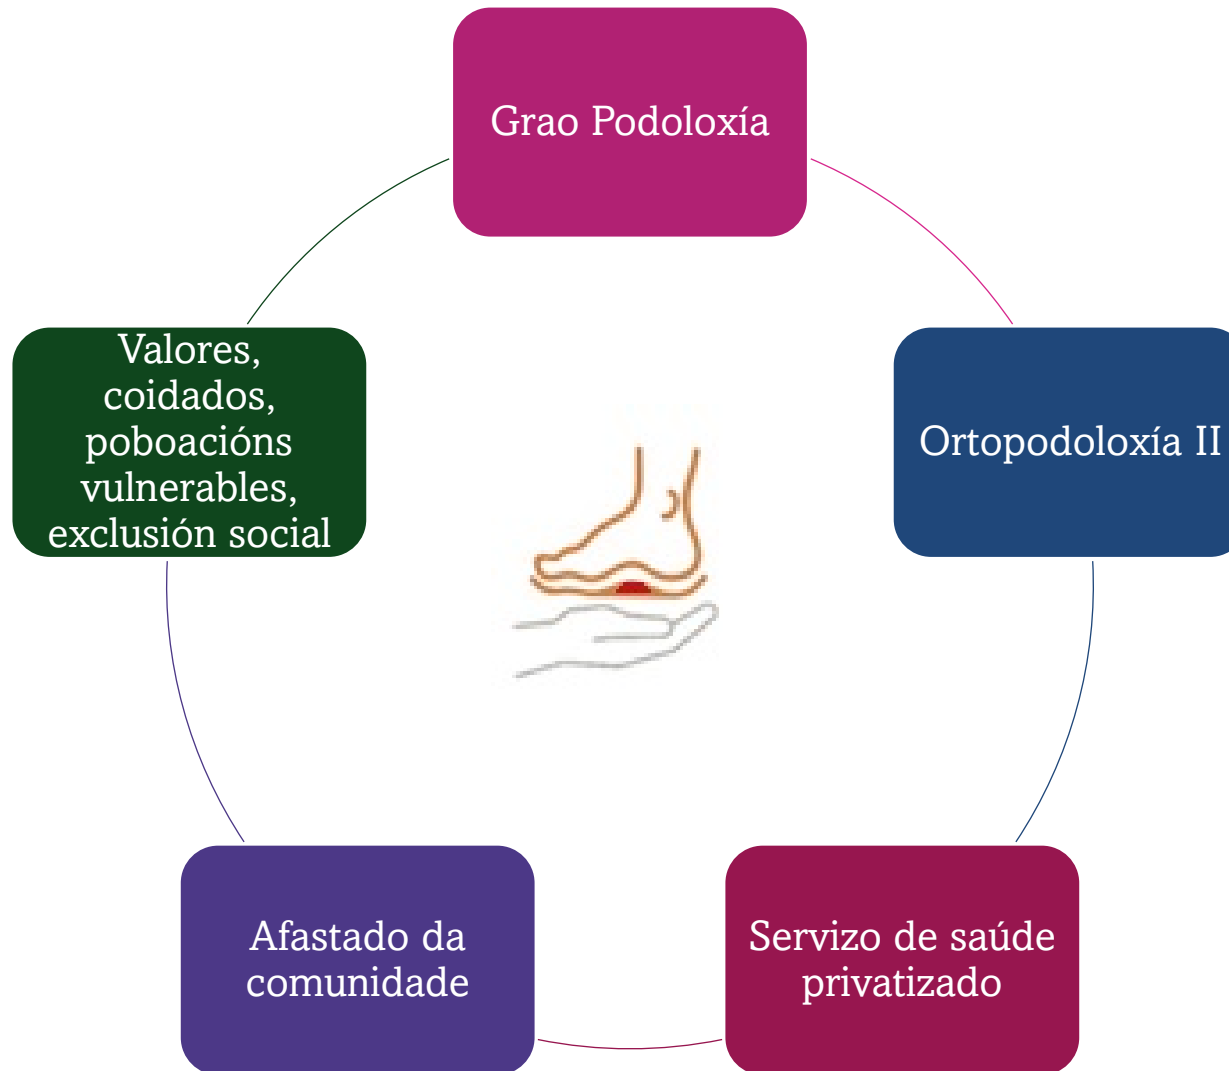 Grao Podoloxía
Ortopodoloxía II
Servizo de saúde
privatizado
Afastado da
comunidade
Valores,
coidados,
poboacións
vulnerables,
exclusión social